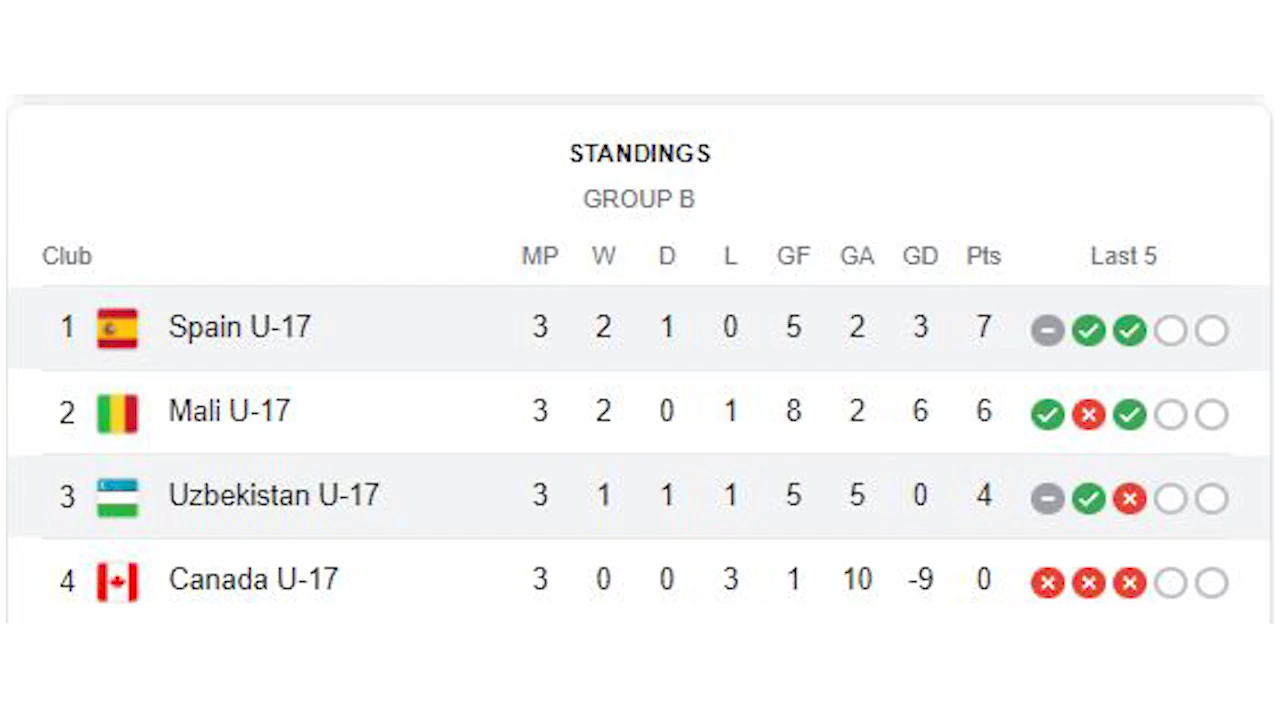 STANDINGS
GROUP B
Club MP W D L GF GA GD Pts Last 5
1 Spain U-17 3 2 1 0 5 2 3 7
2 Mali U-17 3 2 0 1 8 2 6 6
3 Uzbekistan U-17 3 1 1 1 5 5 0 4
4 Canada U-17 3 0 0 3 1 10 -9 0